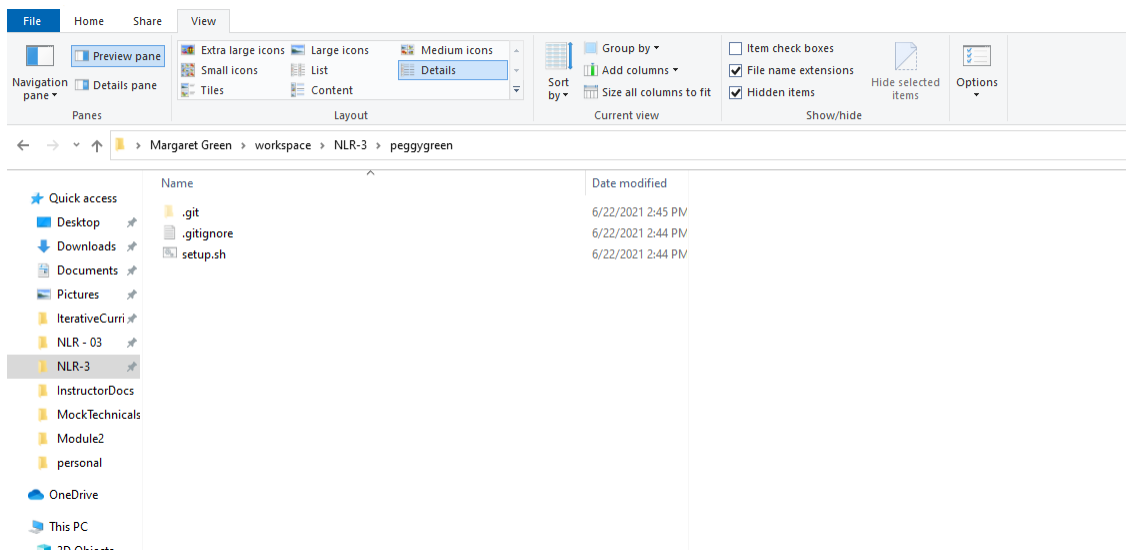 File Home Share View
Extra large icons Large icons Medium icons
Preview pane
Small icons List Details
Navigation pane
Details pane
Tiles Content
Panes
Layout
Sort by
Group by
Add columns
Size all columns to fit
Current view
Item check boxes
File name extensions
Hidden items
Hide selected items
Show/hide
Options
Margaret Green > workspace > NLR-3 > peggygreen
Name Date modified
.git 6/22/2021 2:45 PM
.gitignore 6/22/2021 2:44 PM
setup.sh 6/22/2021 2:44 PM
Quick access
Desktop
Downloads
Documents
Pictures
IterativeCurri
NLR - 03
NLR-3
InstructorDocs
MockTechnicals
Module2
personal
OneDrive
This PC
3D Objects